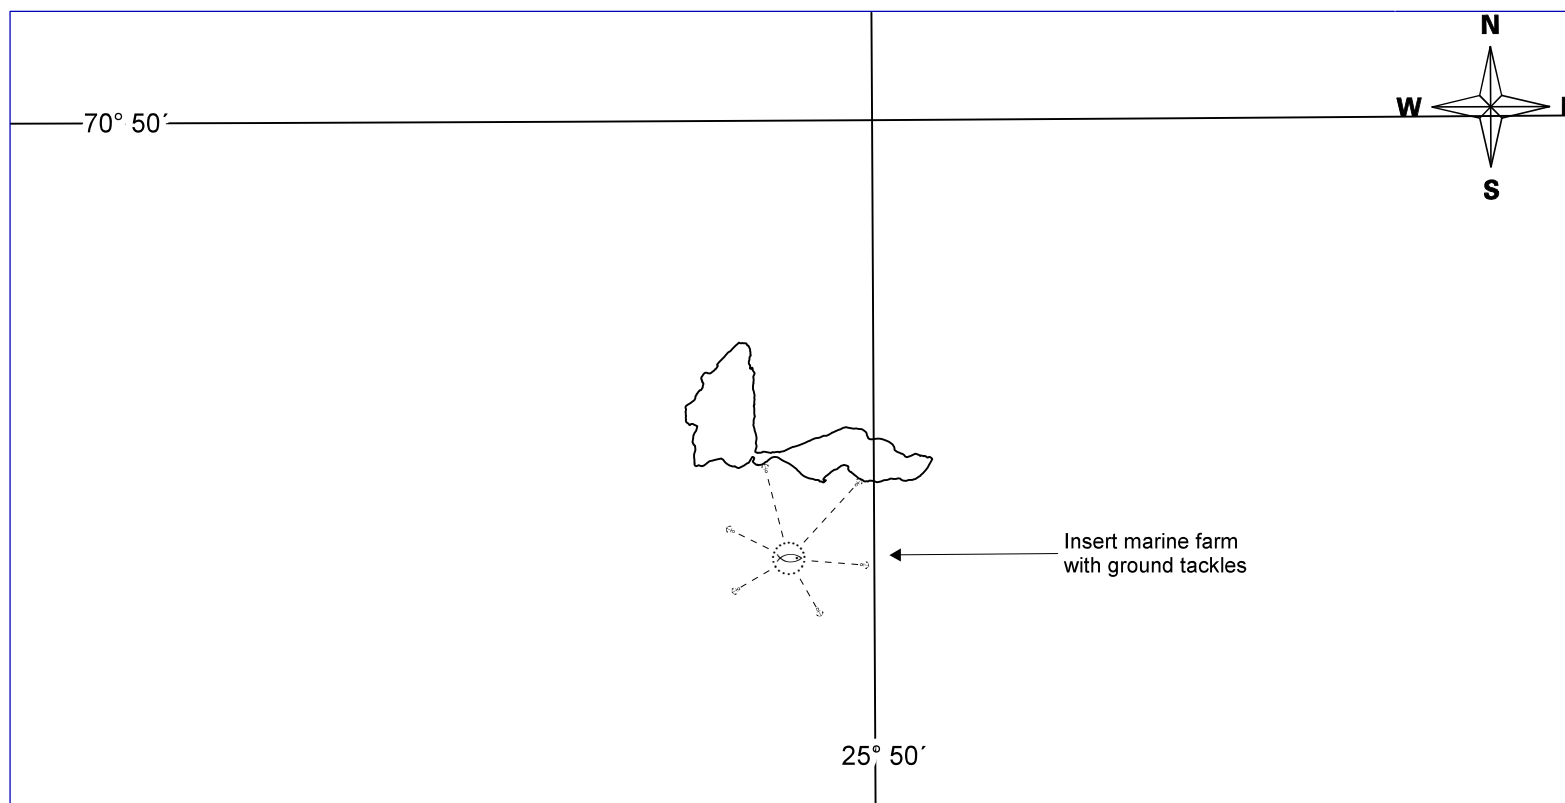 N
70° 50´
W
S
Insert marine farm
with ground tackles
25° 50´